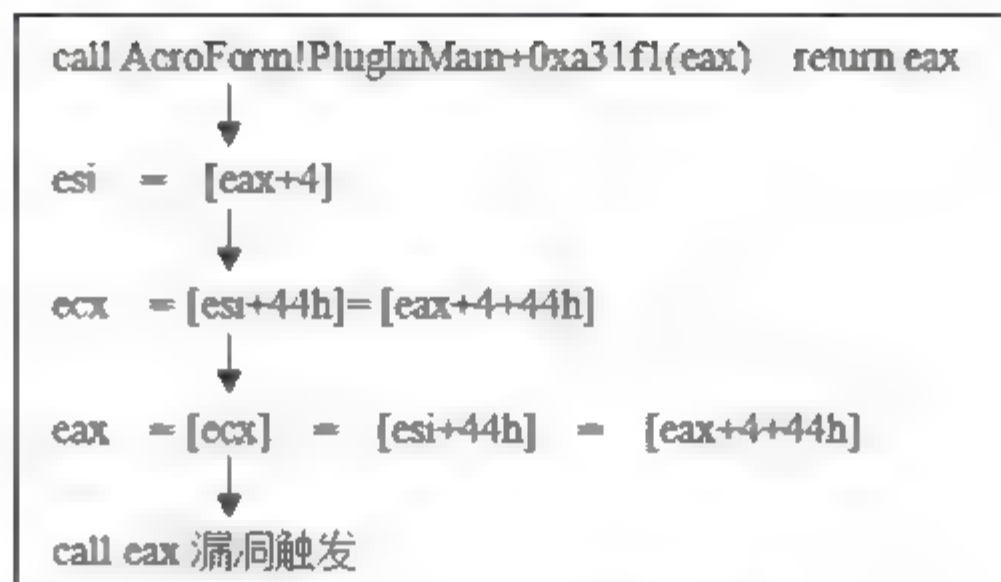 call AcroForm!PlugInMain+0xa31f1(eax) return eax
esi = [eax+4]
ecx = [esi+44h]= [eax+4+44h]
eax = [ecx] = [esi+44h] = [eax+4+44h]
call eax 漏洞触发